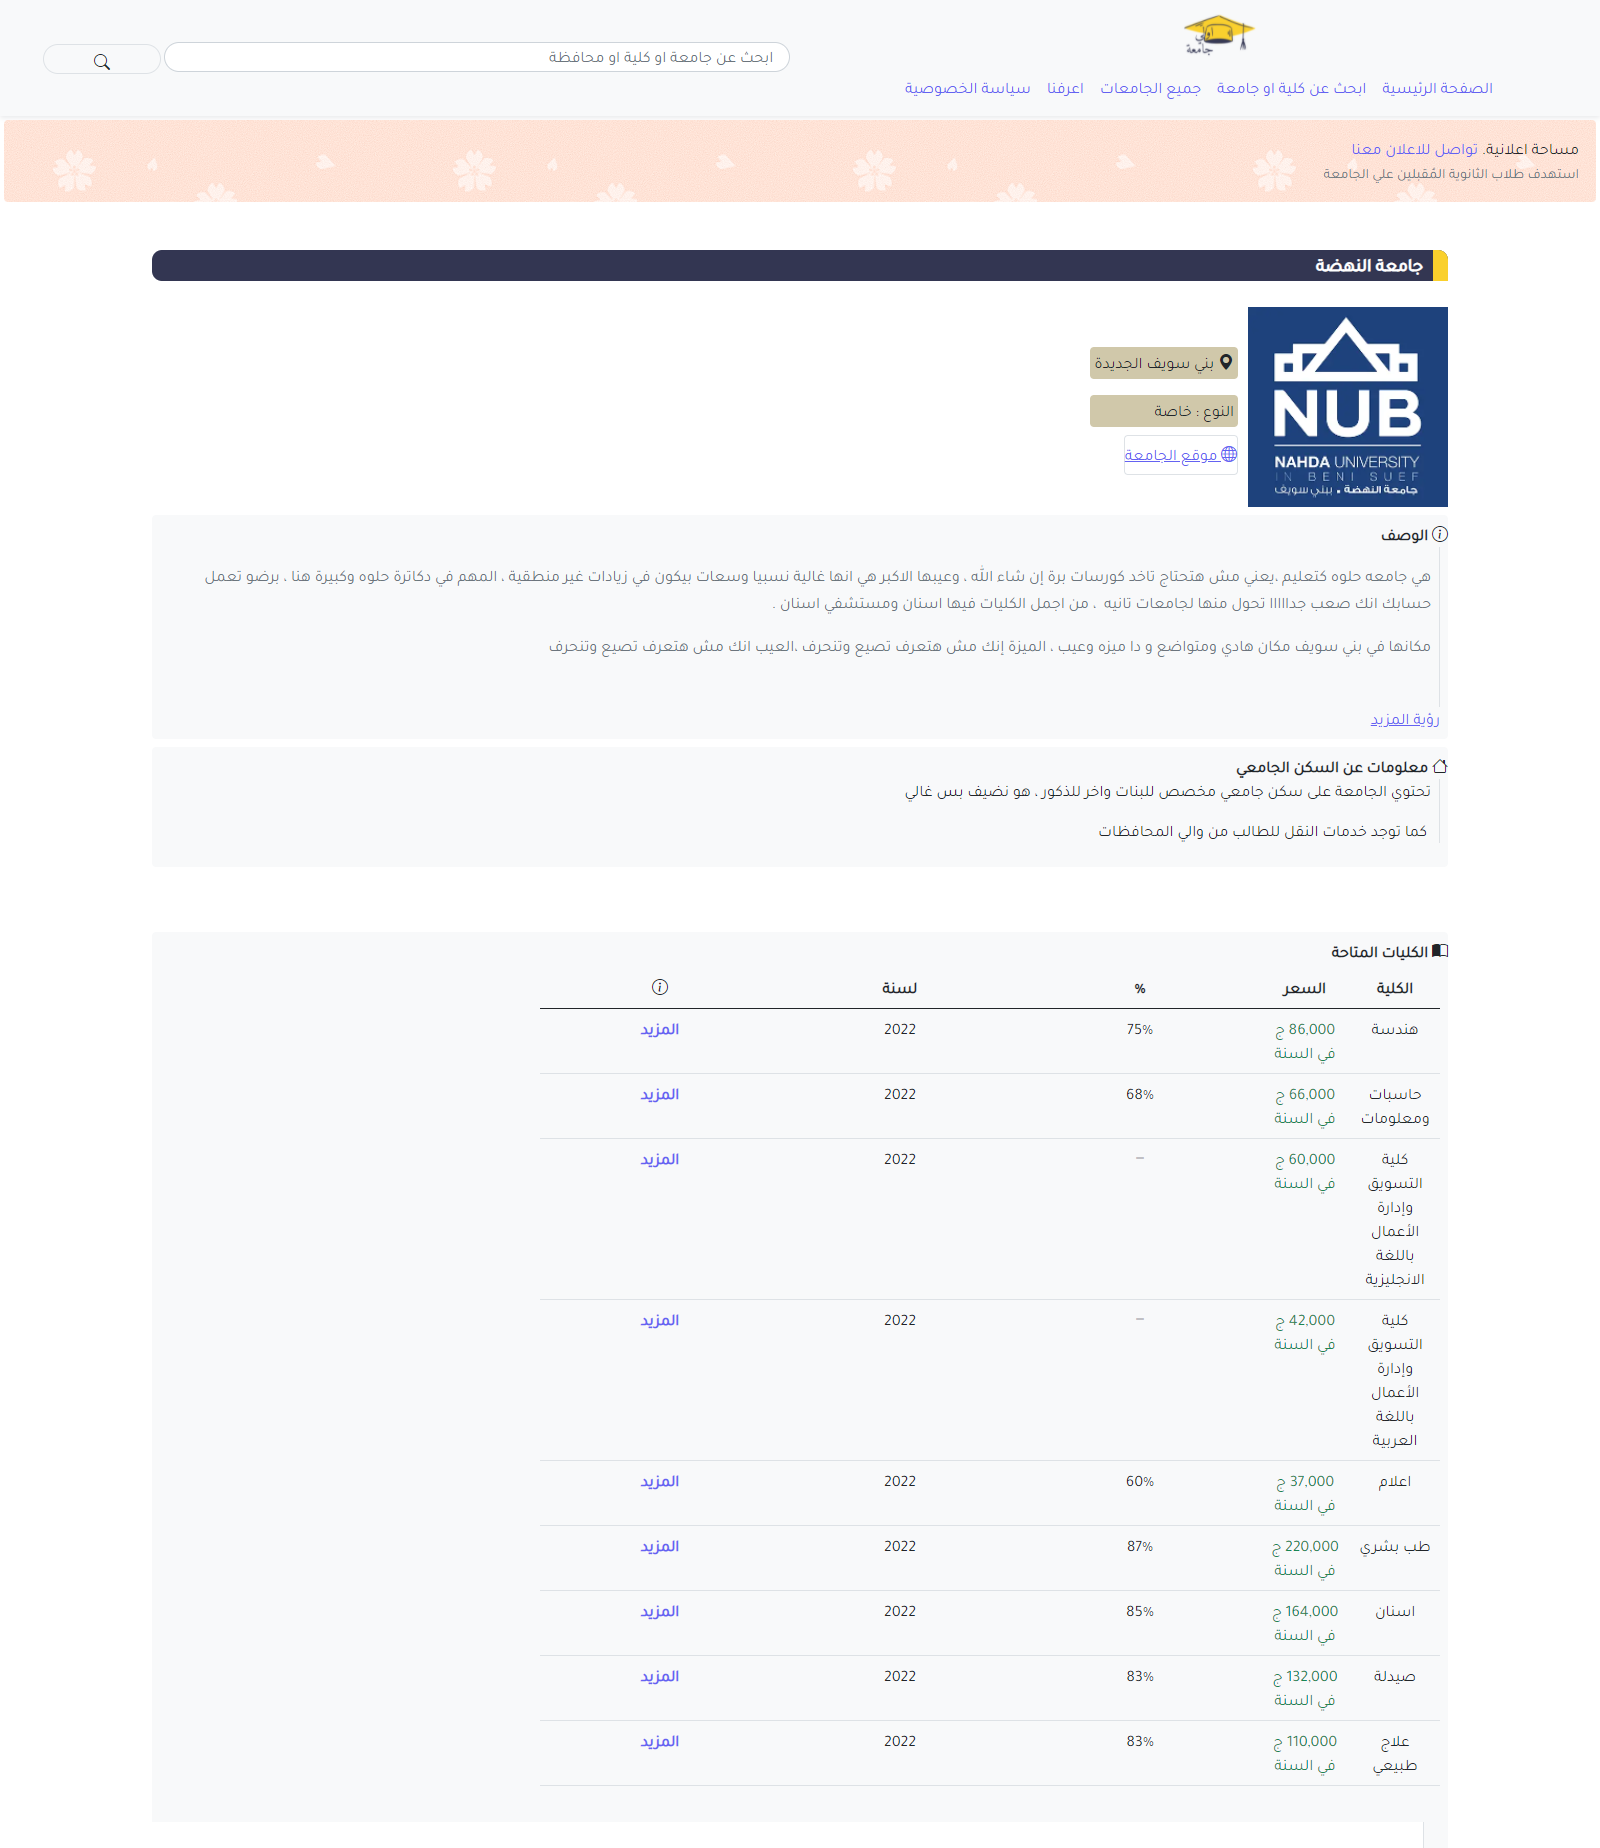 جامعة
الصفحة الرئيسية
ابحث عن كلية او جامعة
جميع الجامعات
اعرفنا
سياسة الخصوصية
ابحث عن جامعة او كلية او محافظة
مساحة اعلانية. تواصل للاعلان معنا
استهدف طلاب الثانوية المُقبلين علي الجامعة
جامعة النهضة
NUB
NAHDA UNIVERSITY
IN BENI SUEF
جامعة النهضة • ببني سويف
بني سويف الجديدة
النوع : خاصة
موقع الجامعة
الوصف
هي جامعه حلوه كتعليم ،يعني مش هتحتاج تاخد كورسات برة إن شاء الله ، وعيبها الاكبر هي انها غالية نسبيا وسعات بيكون في زيادات غير منطقية ، المهم في دكاترة حلوه وكبيرة هنا ، برضو تعمل
حسابك انك صعب جدااااا تحول منها لجامعات تانيه ، من اجمل الكليات فيها اسنان ومستشفي اسنان .
مكانها في بني سويف مكان هادي ومتواضع و دا ميزه وعيب ، الميزة إنك مش هتعرف تصيع وتنحرف ،العيب انك مش هتعرف تصيع وتنحرف
رؤية المزيد
معلومات عن السكن الجامعي
تحتوي الجامعة على سكن جامعي مخصص للبنات واخر للذكور ، هو نضيف بس غالي
كما توجد خدمات النقل للطالب من والي المحافظات
الكليات المتاحة
الكلية السعر % لسنة
هندسة 86,000 ج 75% 2022 المزيد
في السنة
حاسبات 66,000 ج 68% 2022 المزيد
ومعلومات في السنة
كلية 60,000 ج – 2022 المزيد
التسويق في السنة
وإدارة
الأعمال
باللغة
الانجليزية
كلية 42,000 ج – 2022 المزيد
التسويق في السنة
وإدارة
الأعمال
باللغة
العربية
اعلام 37,000 ج 60% 2022 المزيد
في السنة
طب بشري 220,000 ج 87% 2022 المزيد
في السنة
اسنان 164,000 ج 85% 2022 المزيد
في السنة
صيدلة 132,000 ج 83% 2022 المزيد
في السنة
علاج 110,000 ج 83% 2022 المزيد
طبيعي في السنة